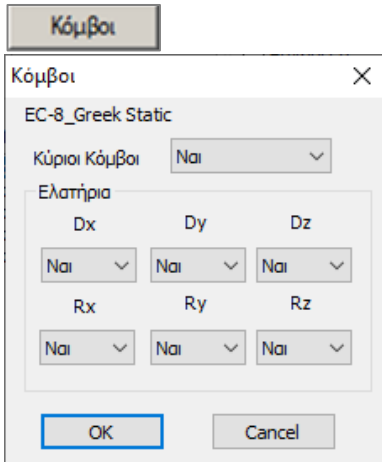 Κόμβοι
Κόμβοι
EC-8_Greek Static
Κύριοι Κόμβοι Ναι
Ελατήρια
Dx Dy Dz
Ναι Ναι Ναι
Rx Ry Rz
Ναι Ναι Ναι
OK Cancel